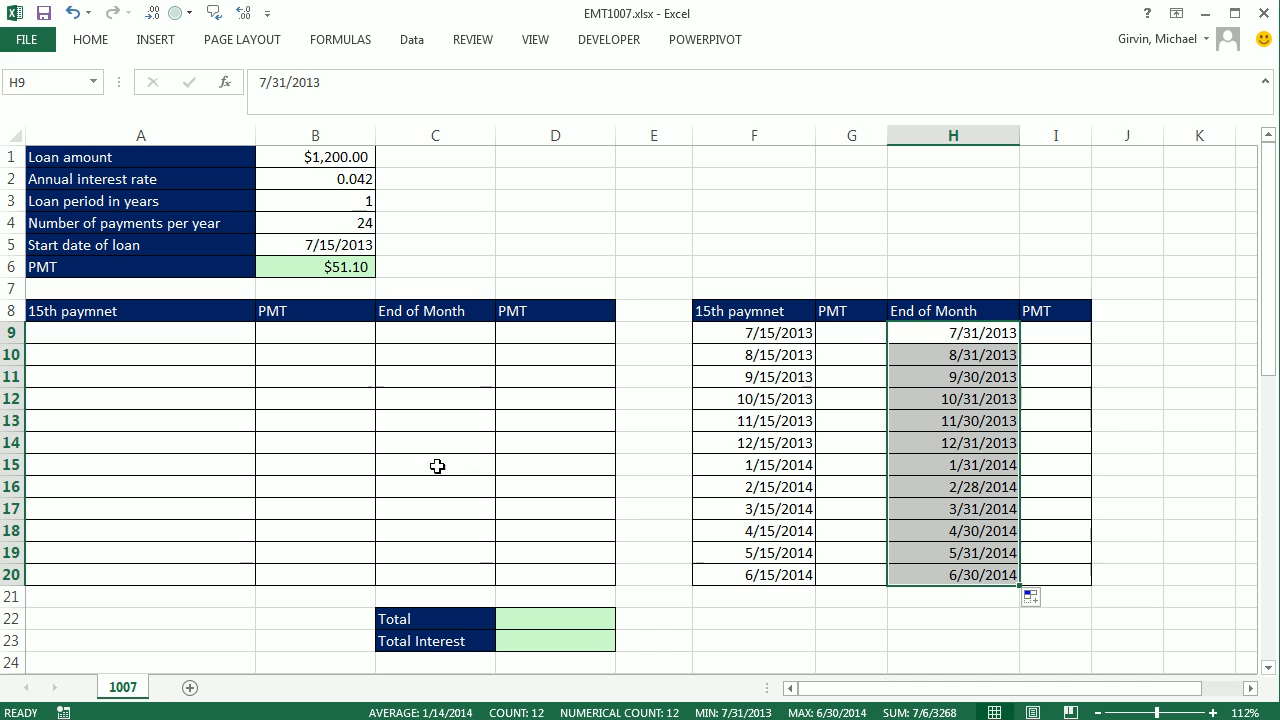 EMT1007.xlsx - Excel
FILE HOME INSERT PAGE LAYOUT FORMULAS Data REVIEW VIEW DEVELOPER POWERPIVOT Girvin, Michael
H9 fx 7/31/2013
A B C D E F G H I J K
1 Loan amount $1,200.00
2 Annual interest rate 0.042
3 Loan period in years 1
4 Number of payments per year 24
5 Start date of loan 7/15/2013
6 PMT $51.10
7
8 15th paymnet PMT End of Month PMT 15th paymnet PMT End of Month PMT
9 7/15/2013 7/31/2013
10 8/15/2013 8/31/2013
11 9/15/2013 9/30/2013
12 10/15/2013 10/31/2013
13 11/15/2013 11/30/2013
14 12/15/2013 12/31/2013
15 1/15/2014 1/31/2014
16 2/15/2014 2/28/2014
17 3/15/2014 3/31/2014
18 4/15/2014 4/30/2014
19 5/15/2014 5/31/2014
20 6/15/2014 6/30/2014
21
22 Total
23 Total Interest
24
1007
READY AVERAGE: 1/14/2014 COUNT: 12 NUMERICAL COUNT: 12 MIN: 7/31/2013 MAX: 6/30/2014 SUM: 7/6/3268 112%